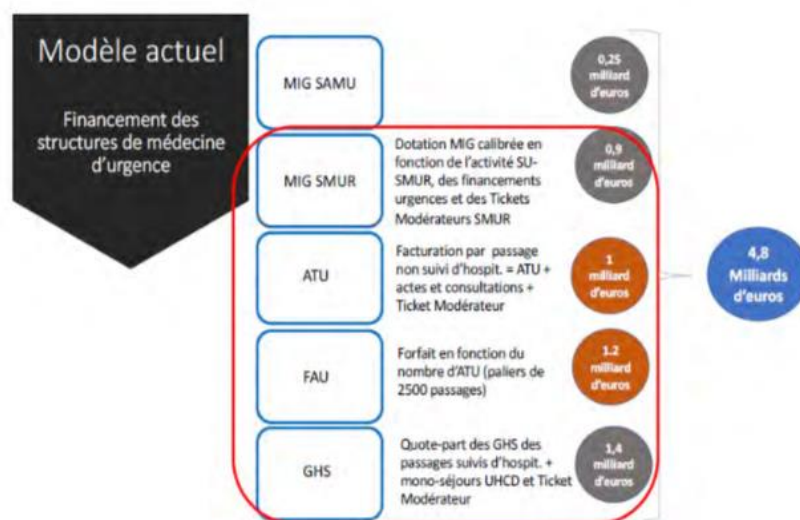 Modèle actuel
Financement des
structures de médecine
d'urgence
MIG SAMU
0,25
milliard
d'euros
MIG SMUR
Dotation MIG calibrée en
fonction de l'activité SU-
SMUR, des financements
urgences et des Tickets
Modérateurs SMUR
0,9
milliard
d'euros
ATU
Facturation par passage
non suivi d'hospit. = ATU +
actes et consultations +
Ticket Modérateur
1
milliard
d'euros
FAU
Forfait en fonction du
nombre d'ATU (paliers de
2500 passages)
1.2
milliard
d'euros
GHS
Quote-part des GHS des
passages suivis d'hospit. +
mono-séjours UHCD et Ticket
Modérateur
1,4
milliard
d'euros
4,8
Milliards
d'euros